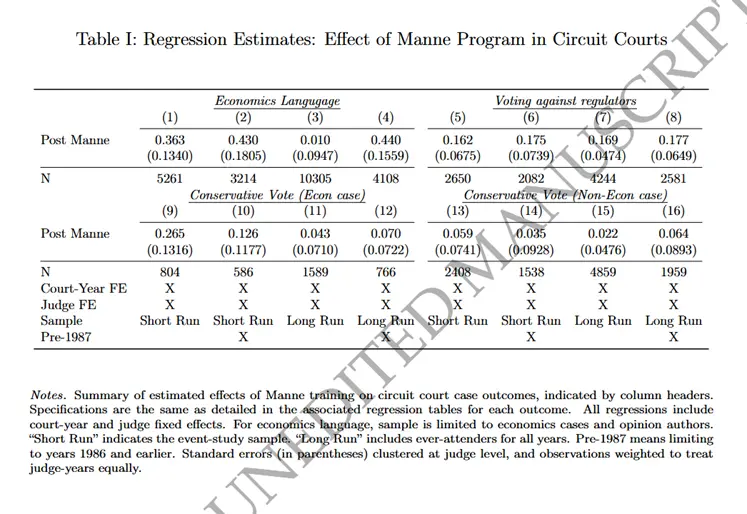 Table I: Regression Estimates: Effect of Manne Program in Circuit Courts
Economics Langugage Voting against regulators
(1) (2) (3) (4) (5) (6) (7) (8)
Post Manne 0.363 0.430 0.010 0.440 0.162 0.175 0.169 0.177
(0.1340) (0.1805) (0.0947) (0.1559) (0.0675) (0.0739) (0.0474) (0.0649)
N 5261 3214 10305 4108 2650 2082 4244 2581
Conservative Vote (Econ case) Conservative Vote (Non-Econ case)
(9) (10) (11) (12) (13) (14) (15) (16)
Post Manne 0.265 0.126 0.043 0.070 0.059 0.035 0.022 0.064
(0.1316) (0.1177) (0.0710) (0.0722) (0.0741) (0.0928) (0.0476) (0.0893)
N 804 586 1589 766 2408 1538 4859 1959
Court-Year FE X X X X X X X X
Judge FE X X X X X X X X
Sample Short Run Short Run Long Run Long Run Short Run Short Run Long Run Long Run
Pre-1987 X X X X
Notes. Summary of estimated effects of Manne training on circuit court case outcomes, indicated by column headers.
Specifications are the same as detailed in the associated regression tables for each outcome. All regressions include
court-year and judge fixed effects. For economics language, sample is limited to economics cases and opinion authors.
"Short Run" indicates the event-study sample. "Long Run" includes ever-attenders for all years. Pre-1987 means limiting
to years 1986 and earlier. Standard errors (in parentheses) clustered at judge level, and observations weighted to treat
judge-years equally.
UNEDITED MANUSCRIPT